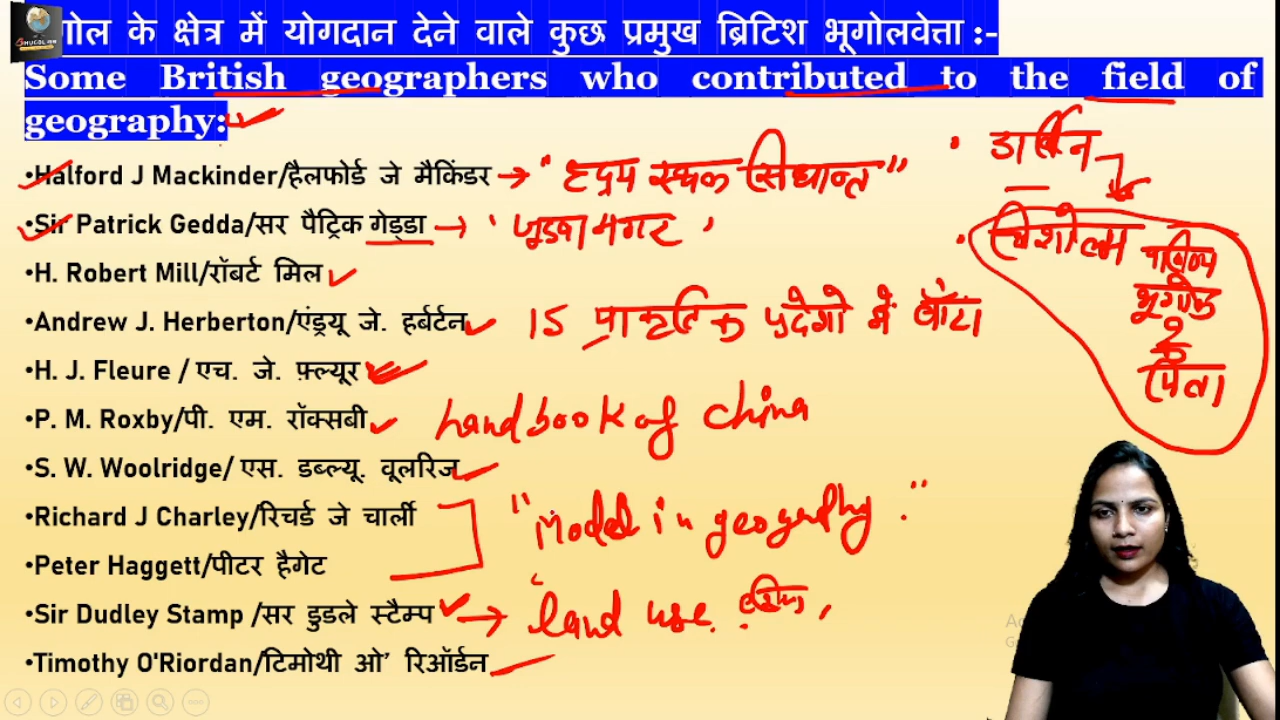 गोल के क्षेत्र में योगदान देने वाले कुछ प्रमुख ब्रिटिश भूगोलवेत्ता :-
Some British geographers who contributed to the field of
geography:
•Halford J Mackinder/हैलफोर्ड जे मैकिंडर → "हृदय स्थल सिध्दान्त"
•Sir Patrick Gedda/सर पैट्रिक गेड्डा → 'जुडवा नगर'
•H. Robert Mill/रॉबर्ट मिल
•Andrew J. Herberton/एंड्रयू जे. हर्बर्टन 15 प्राकृतिक प्रदेशो में बाँटा
•H. J. Fleure / एच. जे. फ़्ल्यूर
•P. M. Roxby/पी. एम. रॉक्सबी handbook of china
•S. W. Woolridge/ एस. डब्ल्यू. वूलरिज
•Richard J Charley/रिचर्ड जे चार्ली
"Model in geography."
•Peter Haggett/पीटर हैगेट
•Sir Dudley Stamp /सर डुडले स्टैम्प → land use
•Timothy O'Riordan/टिमोथी ओ' रिऑर्डन
• डार्विन
• चिशोल्म
भूगोल
के
पिता